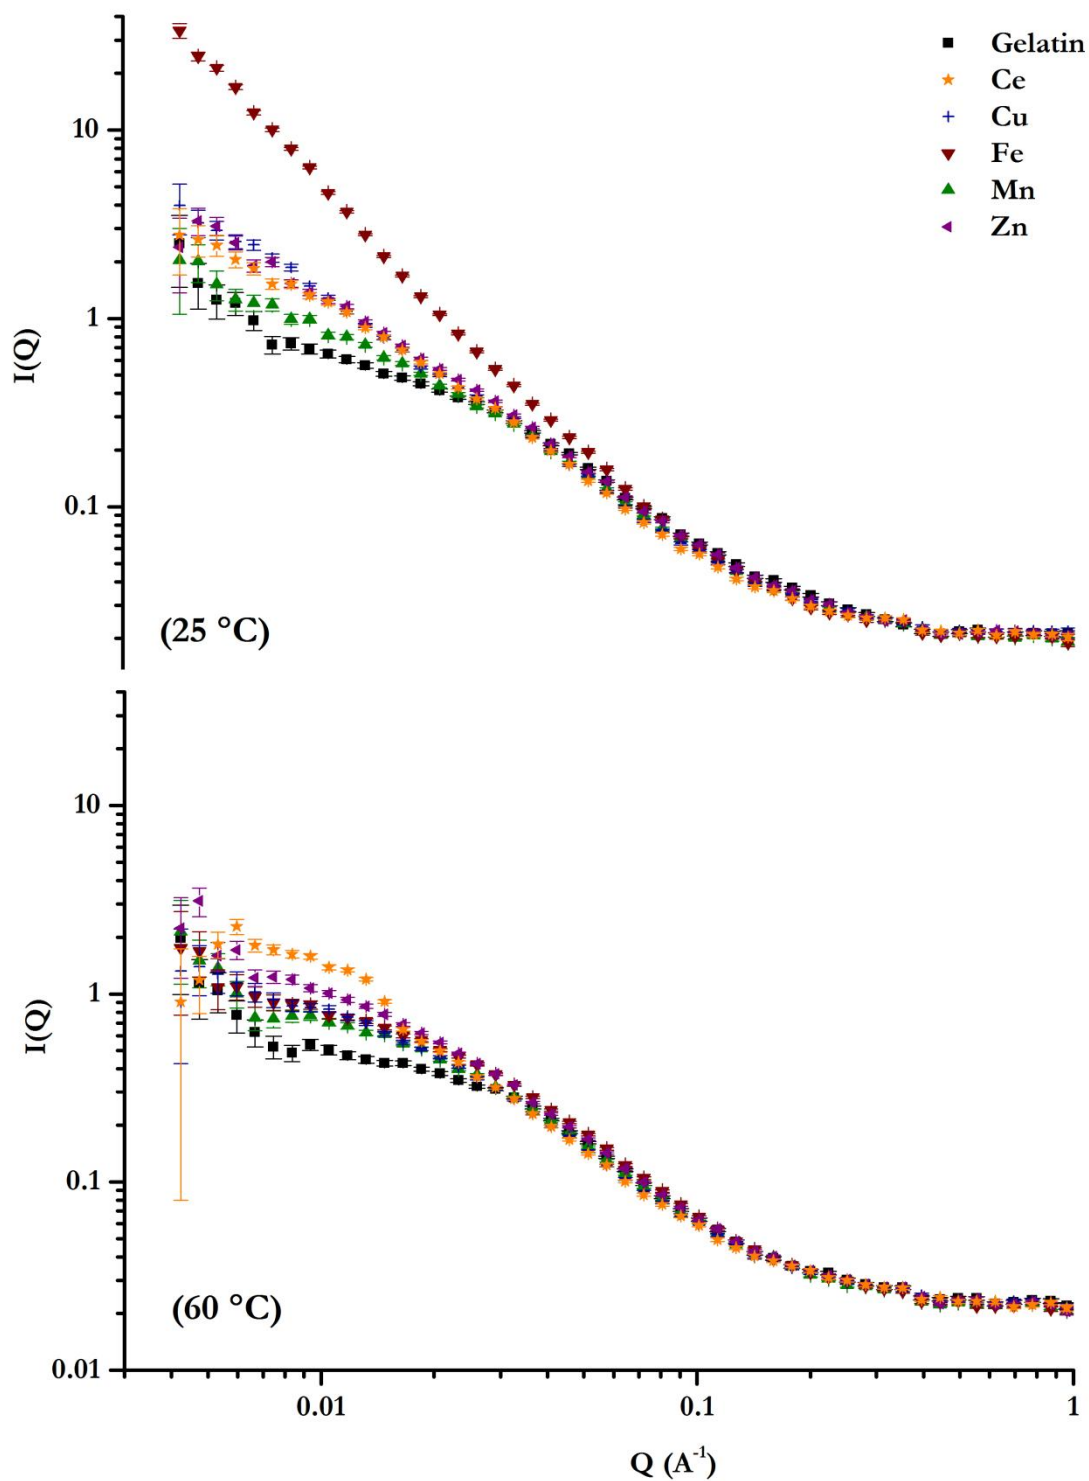 Gelatin
Ce
Cu
Fe
Mn
Zn
10
1
0.1
I(Q)
(25 °C)
10
1
0.1
0.01
I(Q)
(60 °C)
0.01
0.1
1
Q (A⁻¹)